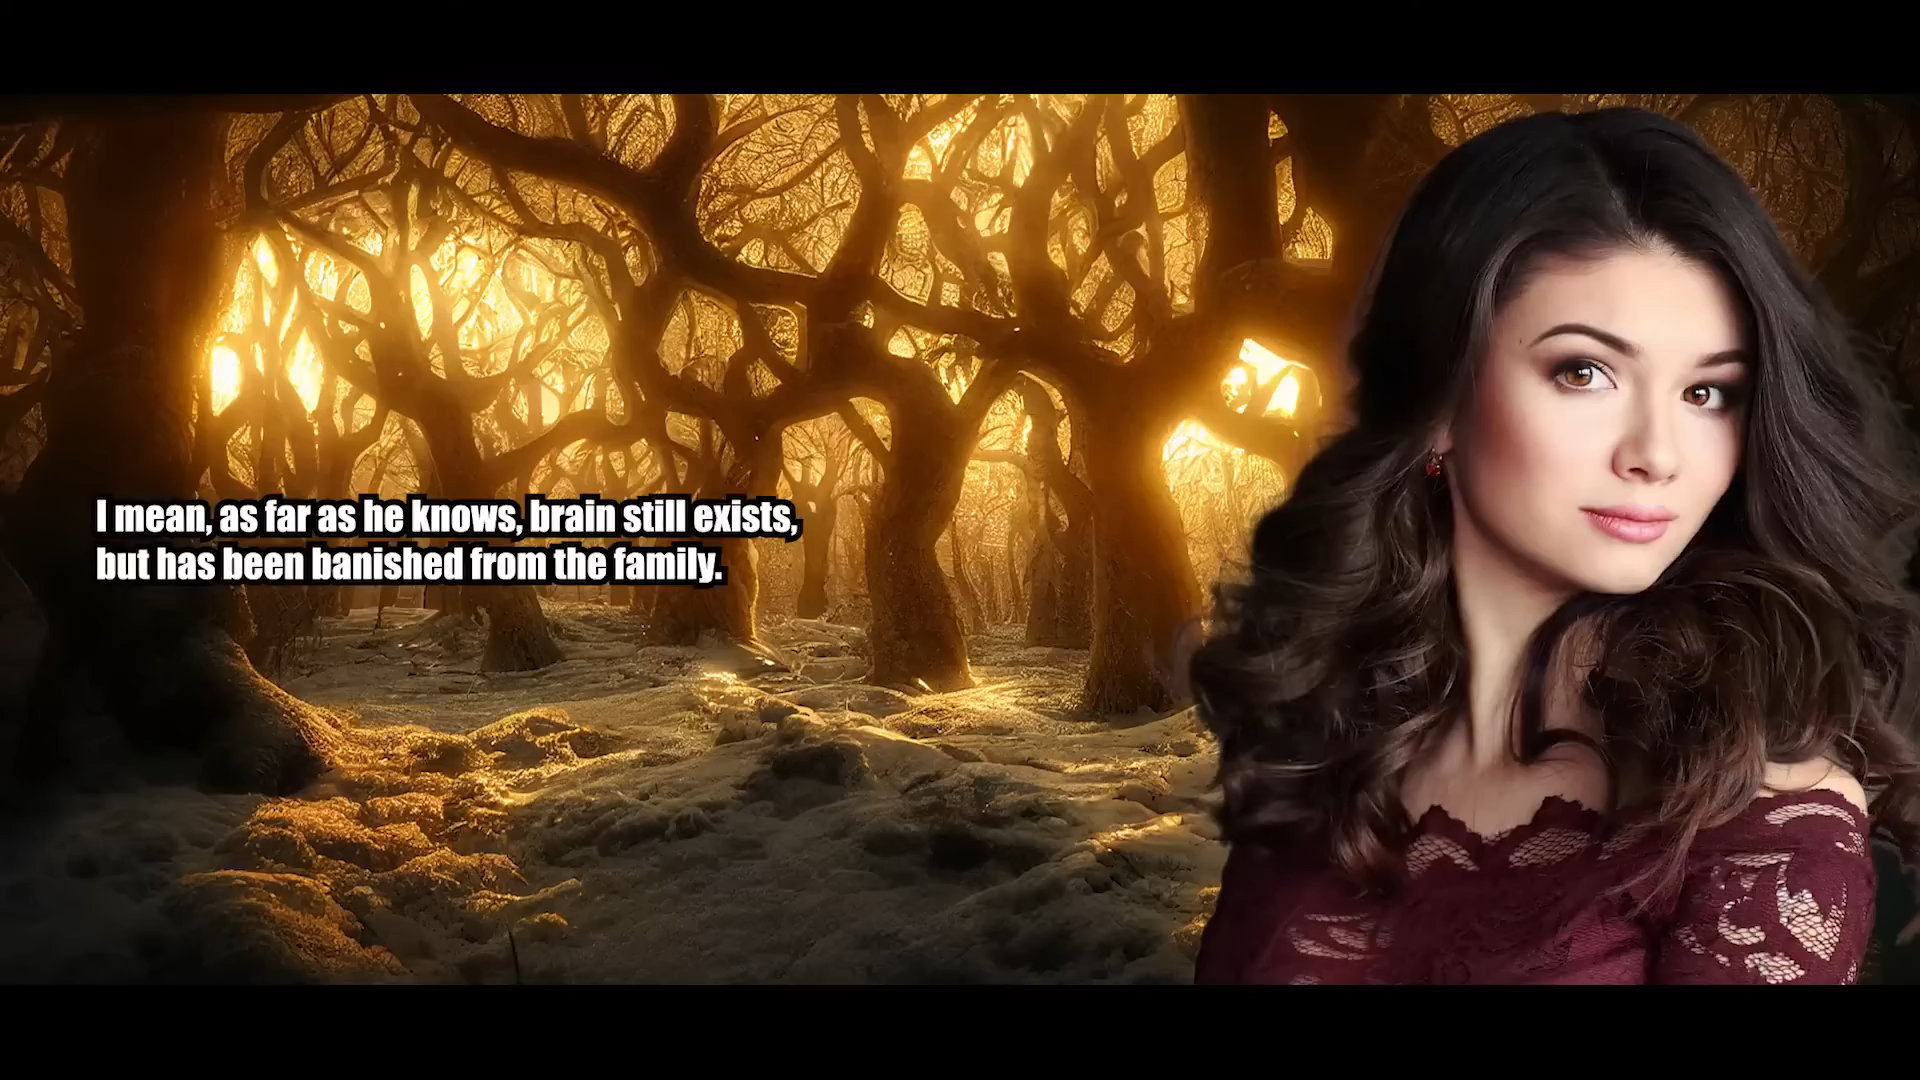 I mean, as far as he knows, brain still exists,
but has been banished from the family.